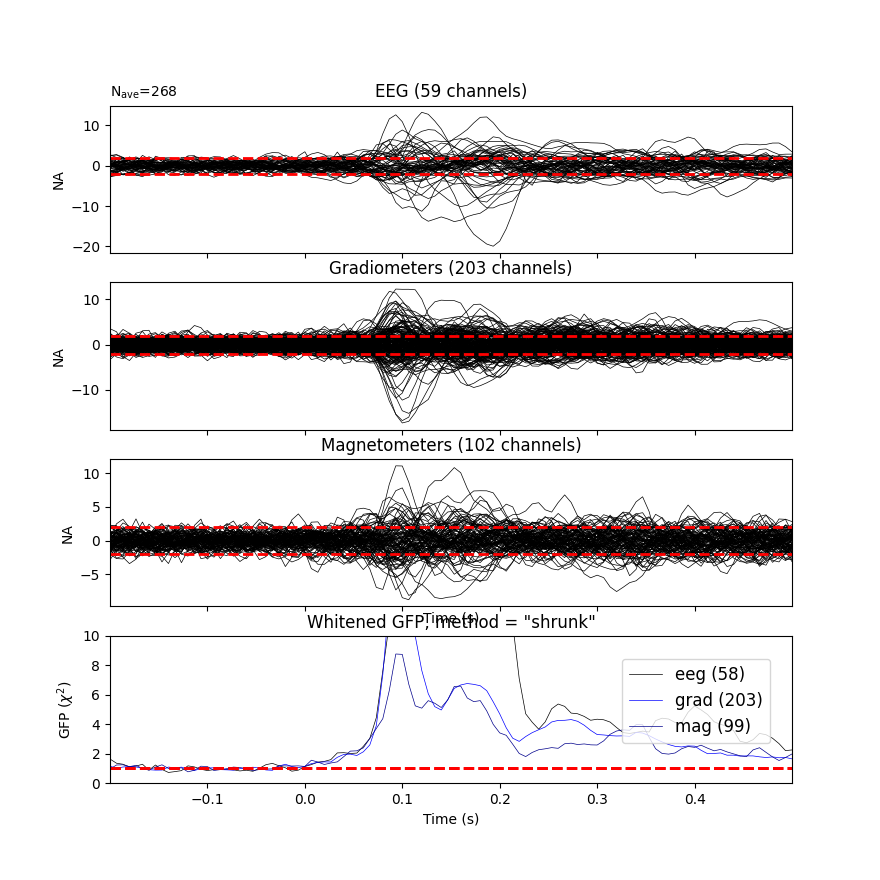 Nave=268
EEG (59 channels)
10
0
−10
−20
NA
Gradiometers (203 channels)
10
0
−10
NA
Magnetometers (102 channels)
10
5
0
−5
NA
Time (s)
Whitened GFP, method = "shrunk"
10
8
6
4
2
0
GFP (χ²)
eeg (58)
grad (203)
mag (99)
−0.1
0.0
0.1
0.2
0.3
0.4
Time (s)